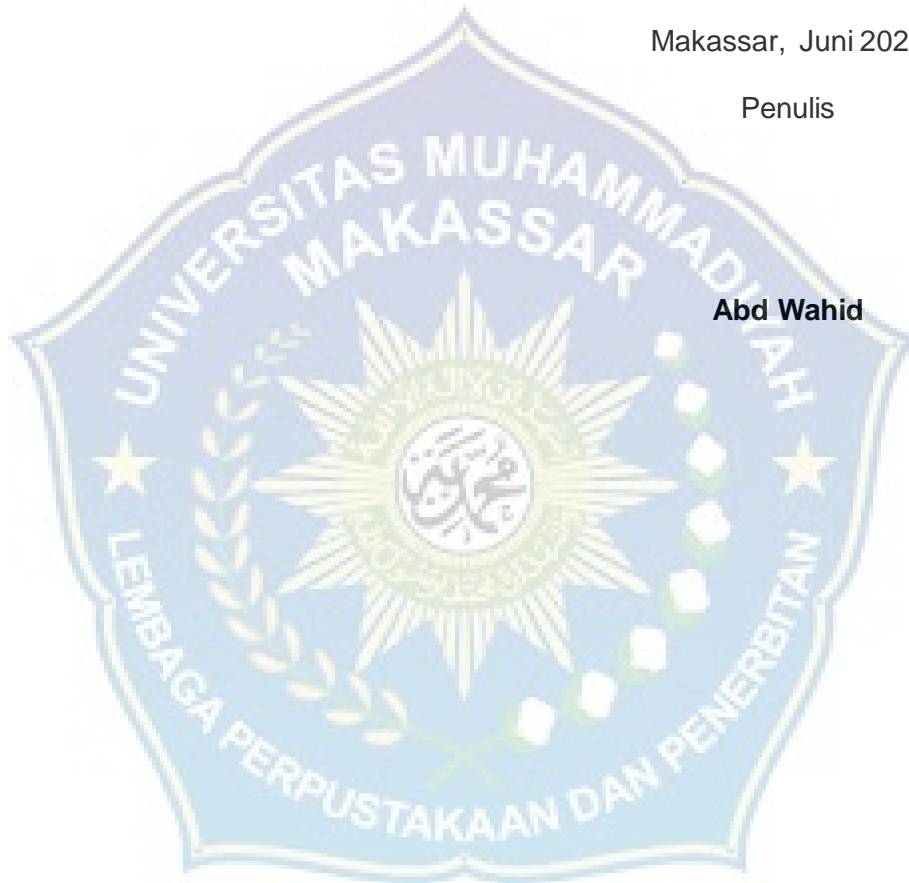 Makassar, Juni 202
Penulis
UNIVERSITAS MUHAMMADIYAH
MAKASSAR
Abd Wahid
LEMBAGA PERPUSTAKAAN DAN PENERBITAN